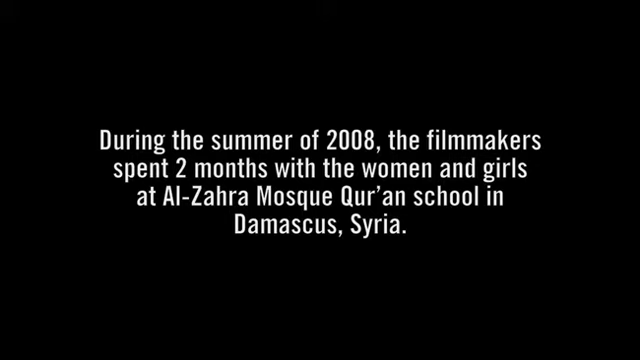 During the summer of 2008, the filmmakers
spent 2 months with the women and girls
at Al-Zahra Mosque Qur’an school in
Damascus, Syria.